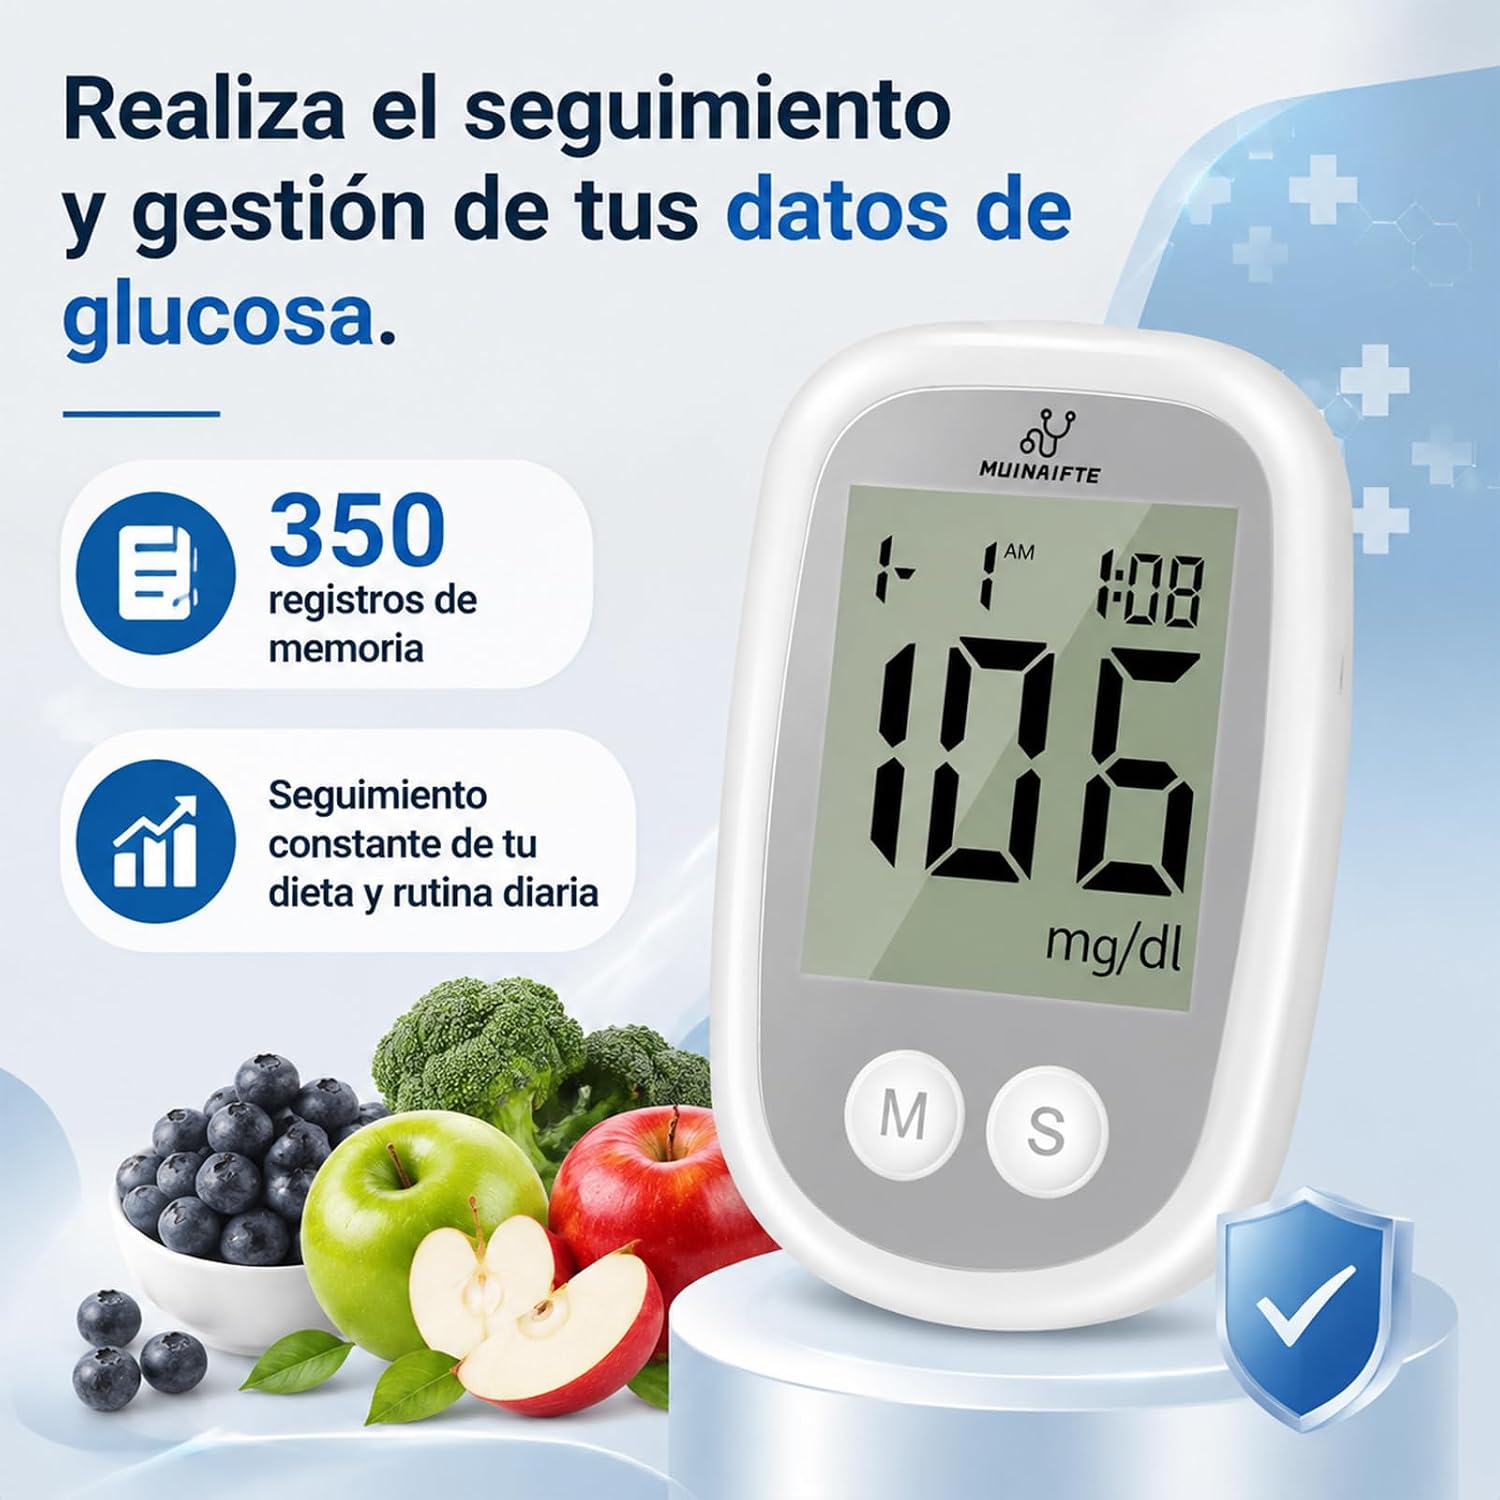 Realiza el seguimiento
y gestión de tus datos de
glucosa.
350
registros de
memoria
Seguimiento
constante de tu
dieta y rutina diaria
MUINAIFTE
1- 1 AM 1:08
106
mg/dl
M S